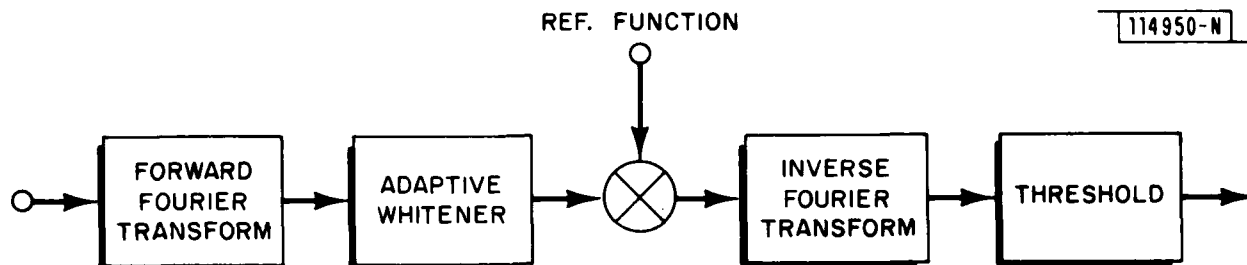 REF. FUNCTION
114950-N
FORWARD
FOURIER
TRANSFORM
ADAPTIVE
WHITENER
INVERSE
FOURIER
TRANSFORM
THRESHOLD